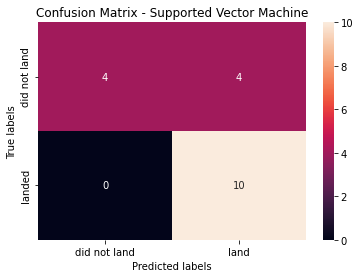 Confusion Matrix - Supported Vector Machine
True labels
did not land
landed
4
4
0
10
did not land
land
Predicted labels
10
8
6
4
2
0